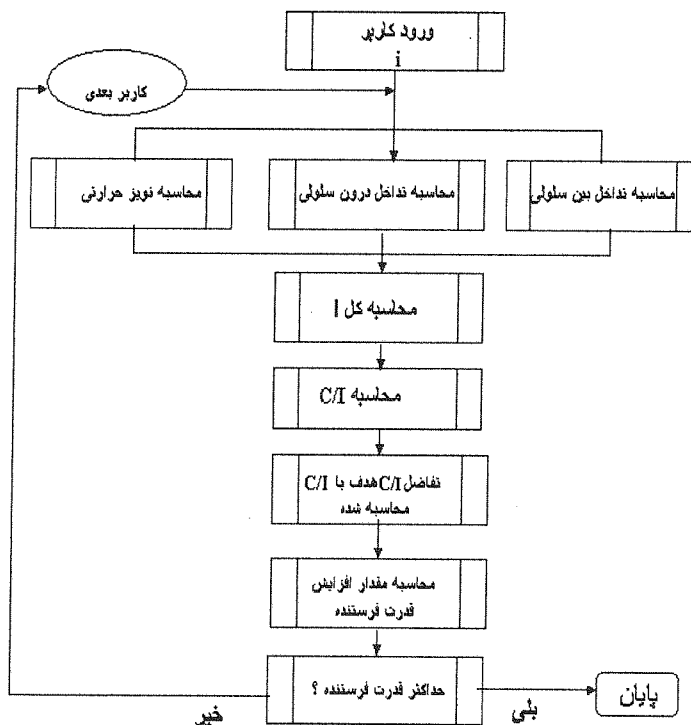 ورود کاربر
i
کاربر بعدی
محاسبه تداخل بین سلولی
محاسبه تداخل درون سلولی
محاسبه نویز حرارتی
محاسبه کل I
محاسبه C/I
تفاضل C/I هدف با C/I
محاسبه شده
محاسبه مقدار افزایش
قدرت فرستنده
حداکثر قدرت فرستنده ؟
پایان
بلی
خیر